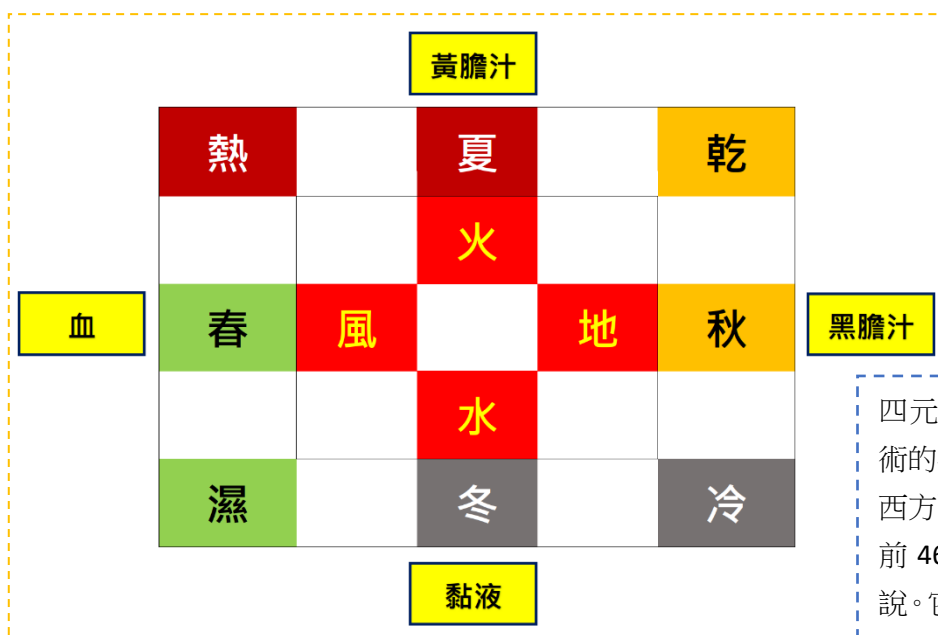 黃膽汁
熱 夏 乾
火
血 春 風 地 秋 黑膽汁
水
濕 冬 冷
黏液
四元
術的
西方
前 46
說。